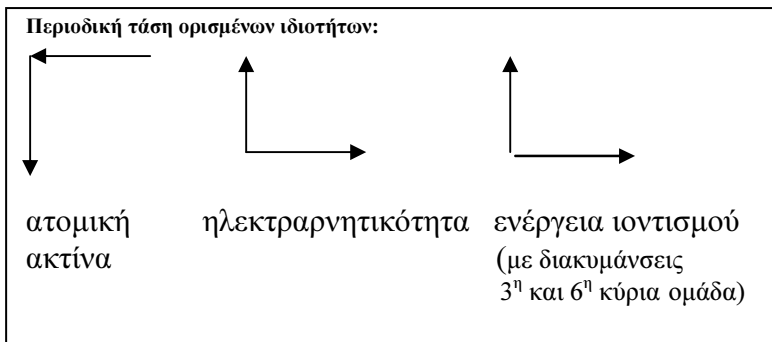 Περιοδική τάση ορισμένων ιδιοτήτων:
ατομική ακτίνα
ηλεκτραρνητικότητα
ενέργεια ιοντισμού
(με διακυμάνσεις
3η και 6η κύρια ομάδα)